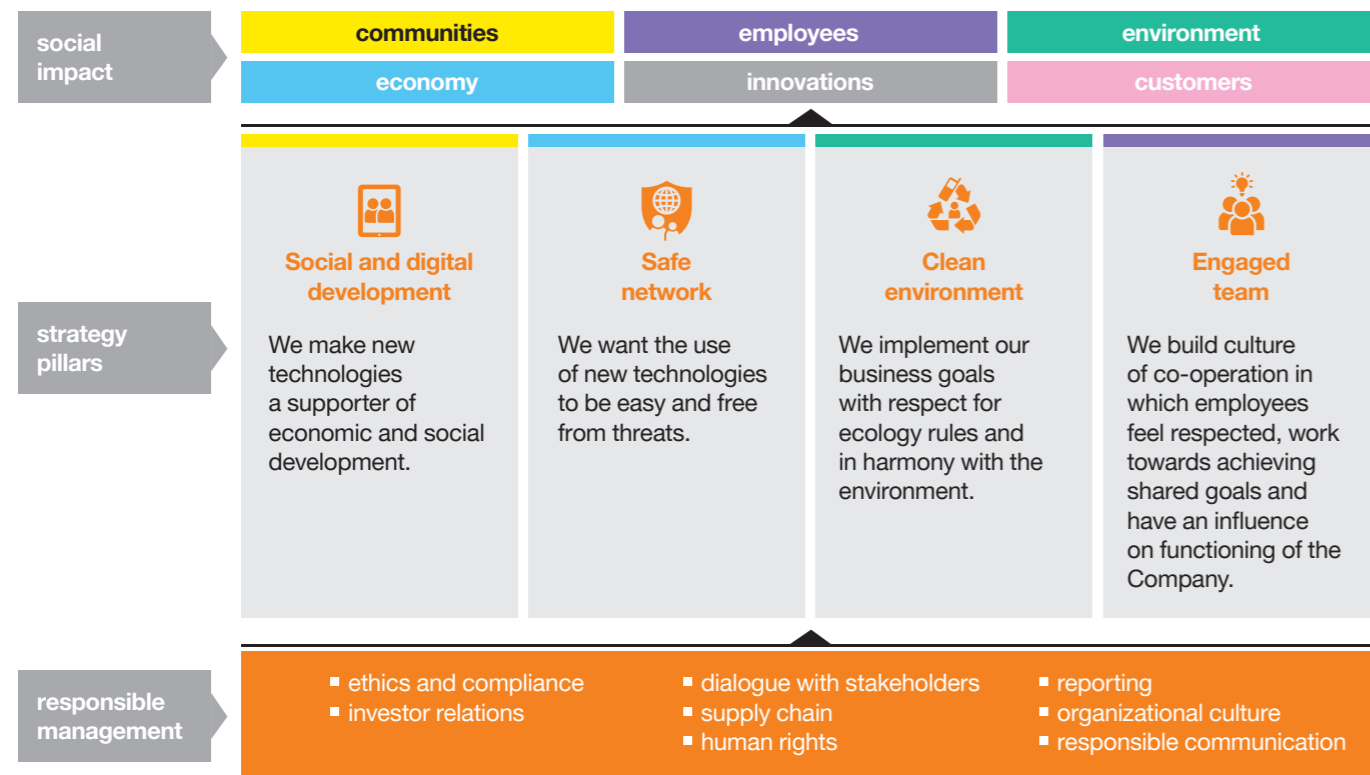 social
impact
communities
employees
environment
economy
innovations
customers
strategy
pillars
Social and digital
development
We make new
technologies
a supporter of
economic and social
development.
Safe
network
We want the use
of new technologies
to be easy and free
from threats.
Clean
environment
We implement our
business goals
with respect for
ecology rules and
in harmony with the
environment.
Engaged
team
We build culture
of co-operation in
which employees
feel respected, work
towards achieving
shared goals and
have an influence
on functioning of the
Company.
responsible
management
ethics and compliance
investor relations
dialogue with stakeholders
supply chain
human rights
reporting
organizational culture
responsible communication